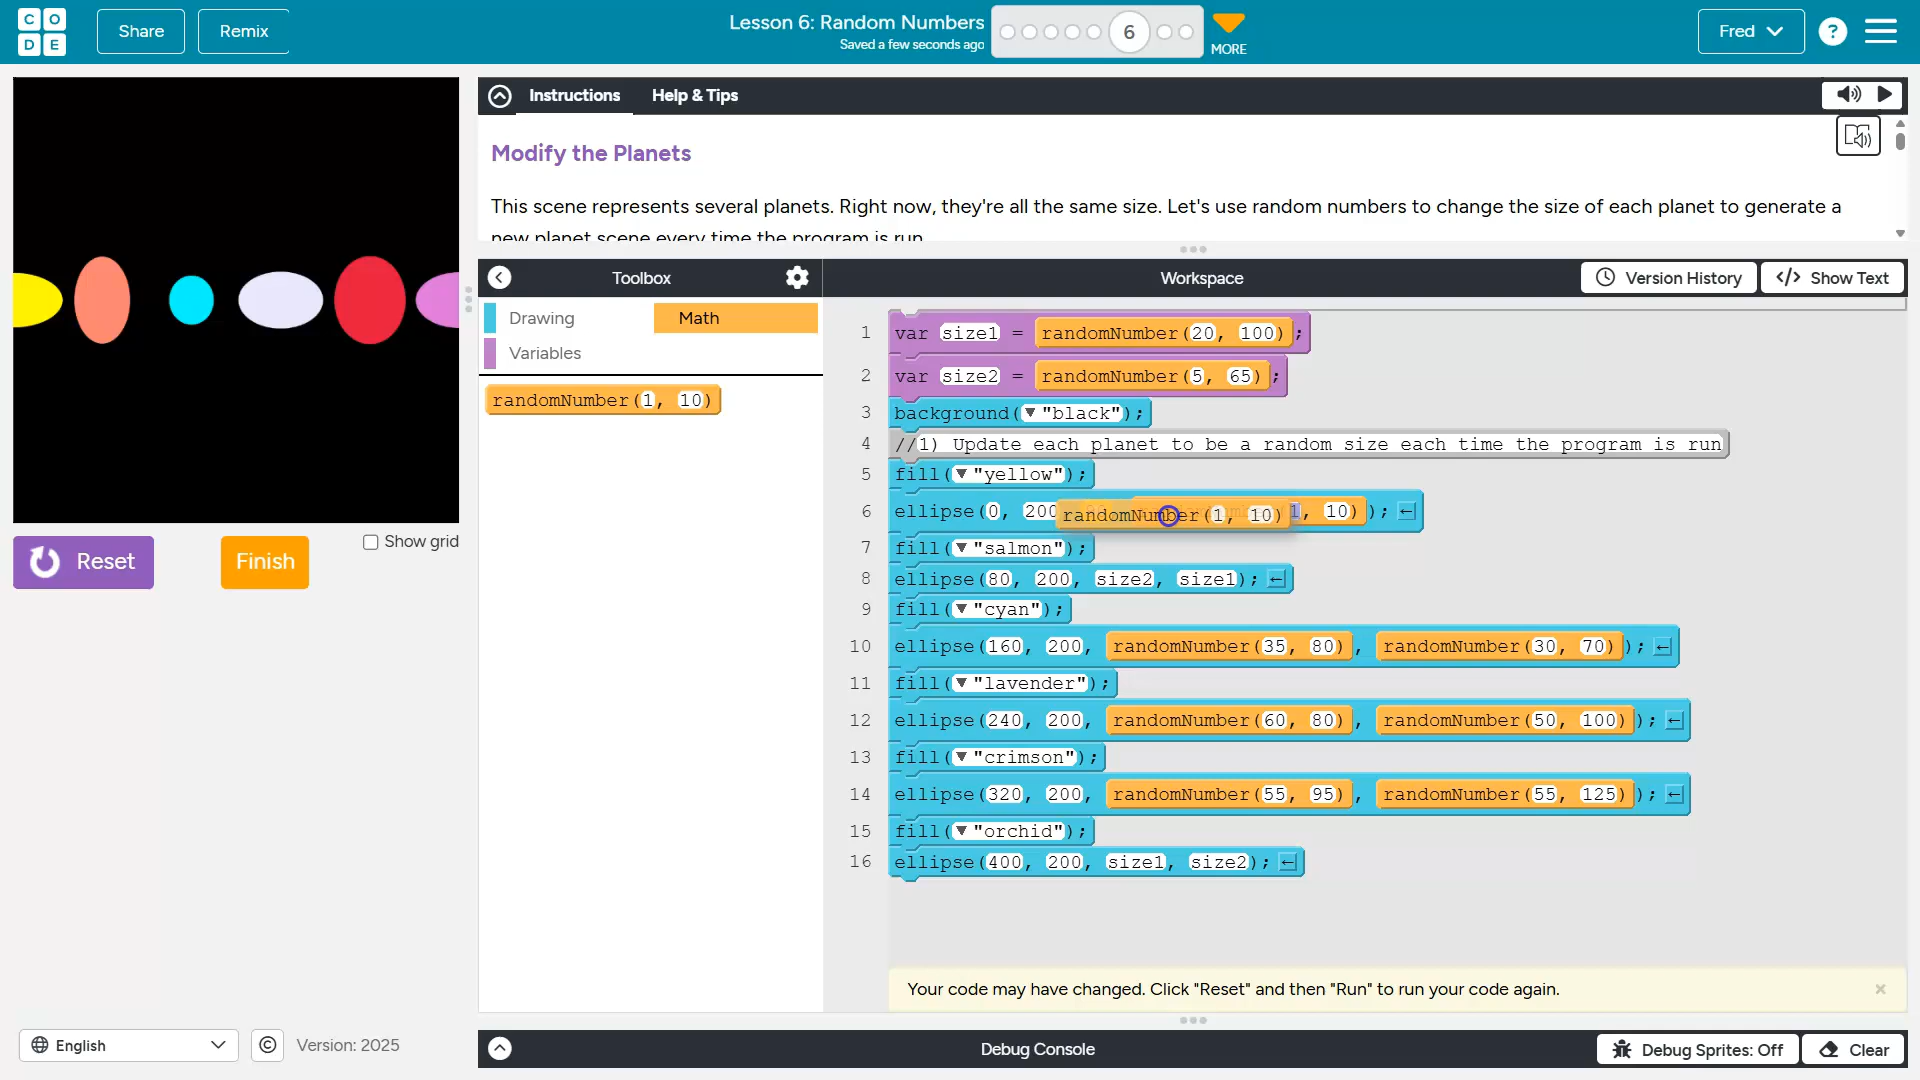 CODE
Share
Remix
Lesson 6: Random Numbers
Saved a few seconds ago
6
MORE
Fred
?
Instructions
Help & Tips
Modify the Planets
This scene represents several planets. Right now, they're all the same size. Let's use random numbers to change the size of each planet to generate a
new planet scene every time the program is run
Toolbox
Workspace
Version History
</> Show Text
Drawing
Math
Variables
randomNumber(1, 10)
1 var size1 = randomNumber(20, 100);
2 var size2 = randomNumber(5, 65);
3 background("black");
4 //1) Update each planet to be a random size each time the program is run
5 fill("yellow");
6 ellipse(0, 200 randomNumber(1, 10) 1, 10));
7 fill("salmon");
8 ellipse(80, 200, size2, size1);
9 fill("cyan");
10 ellipse(160, 200, randomNumber(35, 80), randomNumber(30, 70));
11 fill("lavender");
12 ellipse(240, 200, randomNumber(60, 80), randomNumber(50, 100));
13 fill("crimson");
14 ellipse(320, 200, randomNumber(55, 95), randomNumber(55, 125));
15 fill("orchid");
16 ellipse(400, 200, size1, size2);
Reset
Finish
Show grid
Your code may have changed. Click "Reset" and then "Run" to run your code again.
English
©
Version: 2025
Debug Console
Debug Sprites: Off
Clear